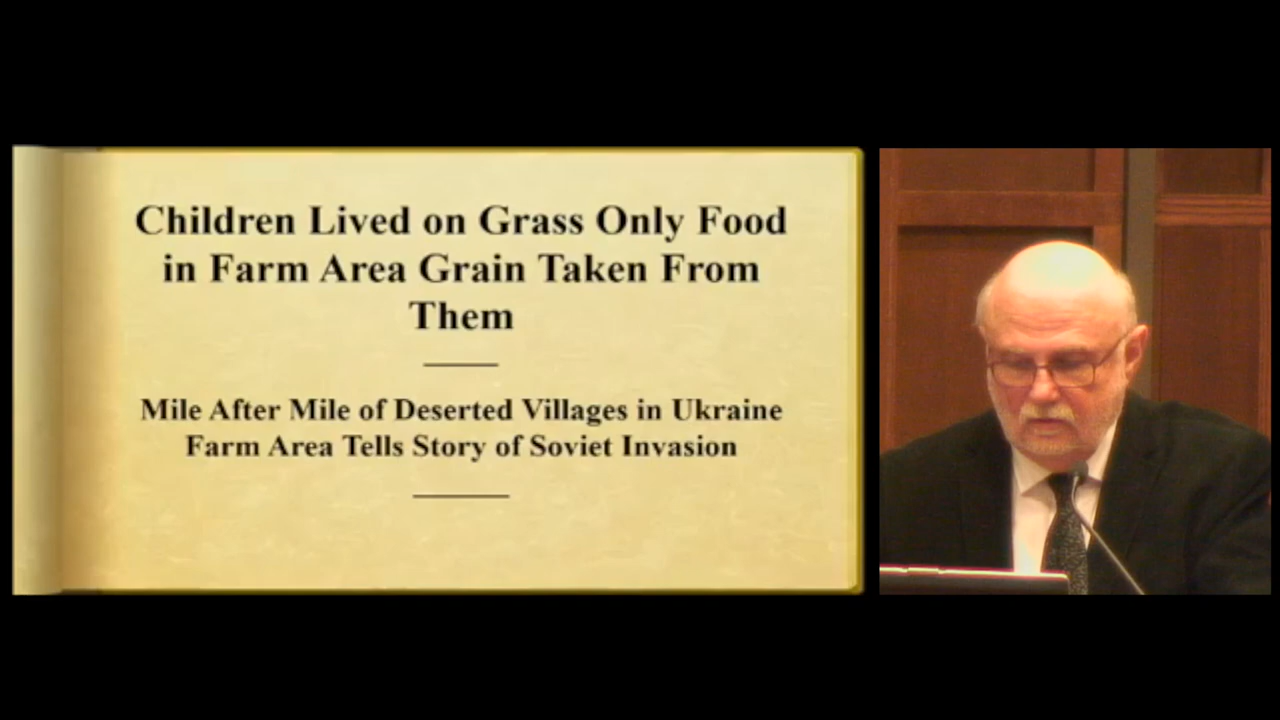 Children Lived on Grass Only Food
in Farm Area Grain Taken From
Them
Mile After Mile of Deserted Villages in Ukraine
Farm Area Tells Story of Soviet Invasion